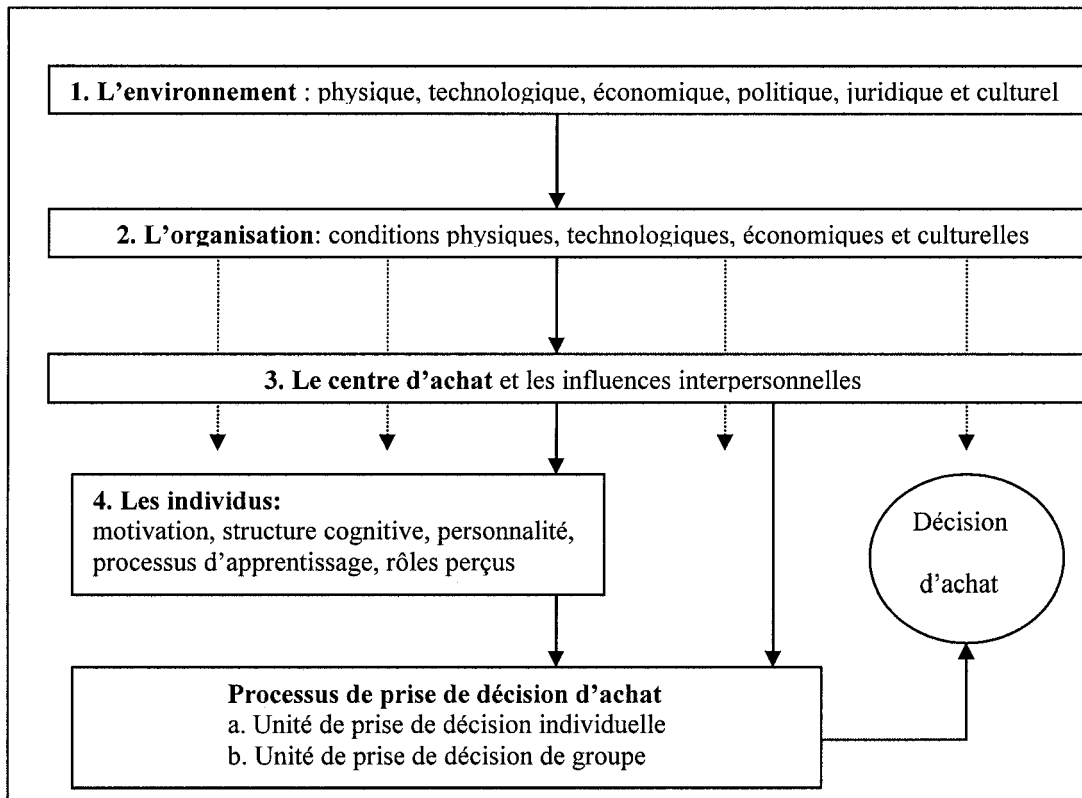 1. L'environnement : physique, technologique, économique, politique, juridique et culturel
2. L'organisation: conditions physiques, technologiques, économiques et culturelles
3. Le centre d'achat et les influences interpersonnelles
4. Les individus:
motivation, structure cognitive, personnalité,
processus d'apprentissage, rôles perçus
Décision
d'achat
Processus de prise de décision d'achat
a. Unité de prise de décision individuelle
b. Unité de prise de décision de groupe